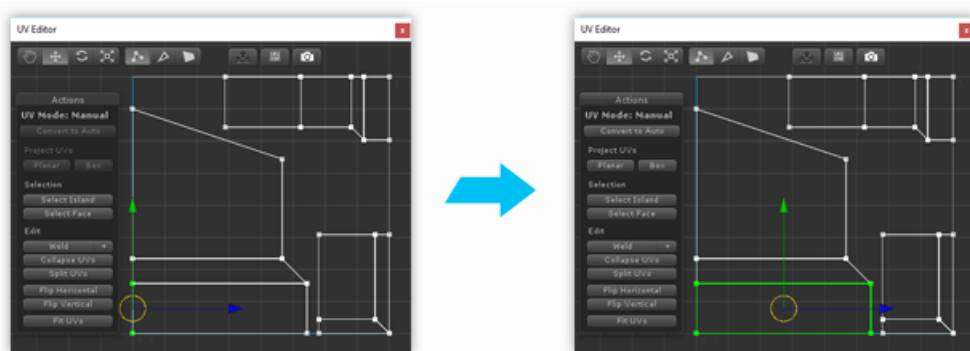 UV Editor
x
Actions
UV Mode: Manual
Convert to Auto
Project UVs
Planar Box
Selection
Select Island
Select Face
Edit
Weld +
Collapse UVs
Split UVs
Flip Horizontal
Flip Vertical
Fit UVs
UV Editor
x
Actions
UV Mode: Manual
Convert to Auto
Project UVs
Planar Box
Selection
Select Island
Select Face
Edit
Weld +
Collapse UVs
Split UVs
Flip Horizontal
Flip Vertical
Fit UVs